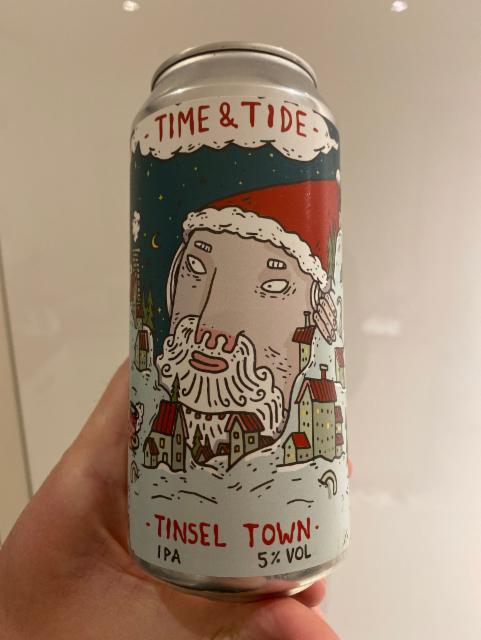 TIME & TIDE
TINSEL TOWN
IPA 5% VOL